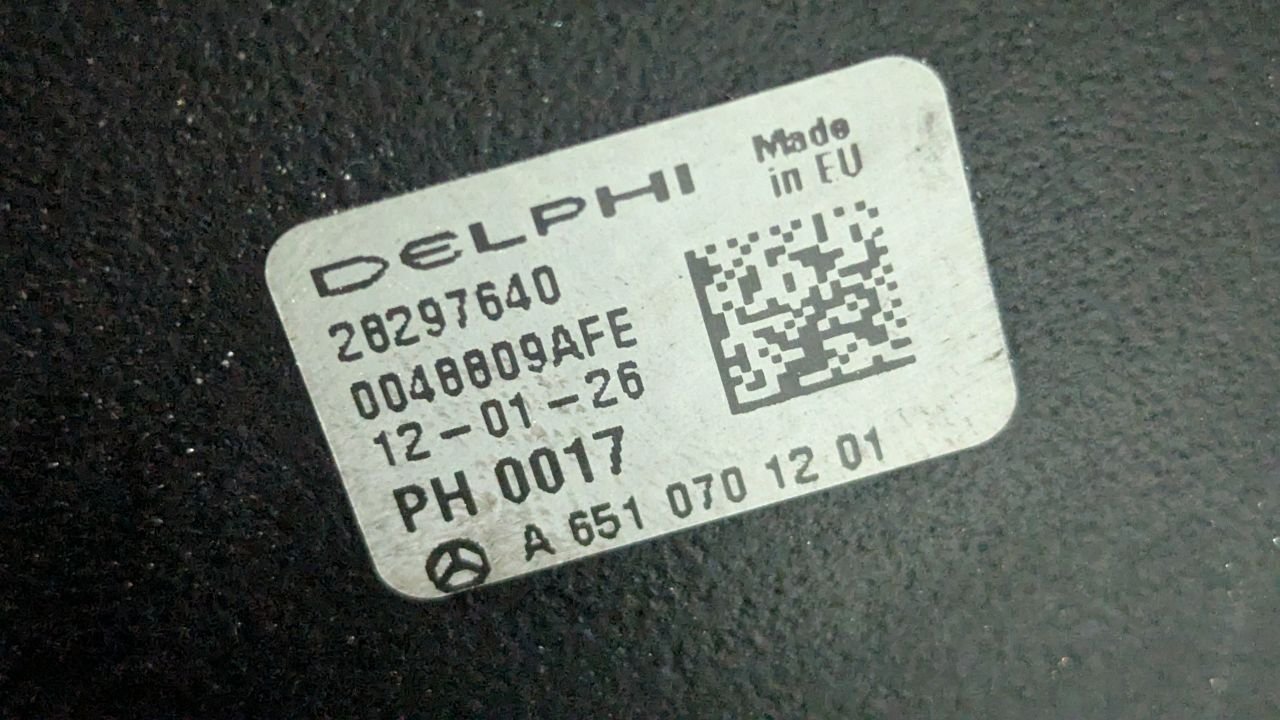 DELPHI
Made
in EU
28297640
0048809AFE
12-01-26
PH 0017
A 651 070 12 01